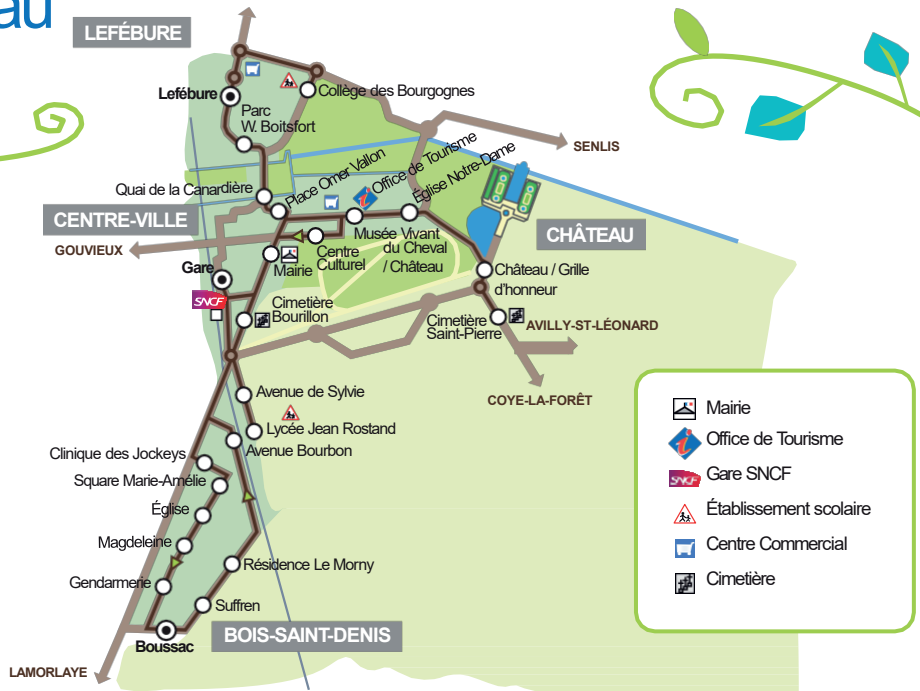 au
LEFÉBURE
Lefébure
Collège des Bourgognes
Parc
W. Boitsfort
SENLIS
Quai de la Canardière
Place Omer Vallon
Office de Tourisme
Église Notre-Dame
CENTRE-VILLE
GOUVIEUX
CHÂTEAU
Musée Vivant
du Cheval
/ Château
Centre
Culturel
Mairie
Gare
SNCF
Château / Grille
d'honneur
Cimetière
Bourillon
Cimetière
Saint-Pierre
AVILLY-ST-LÉONARD
COYE-LA-FORÊT
Avenue de Sylvie
Lycée Jean Rostand
Avenue Bourbon
Clinique des Jockeys
Square Marie-Amélie
Église
Magdeleine
Gendarmerie
Résidence Le Morny
Suffren
Boussac
BOIS-SAINT-DENIS
LAMORLAYE
Mairie
Office de Tourisme
SNCF
Gare SNCF
Établissement scolaire
Centre Commercial
Cimetière